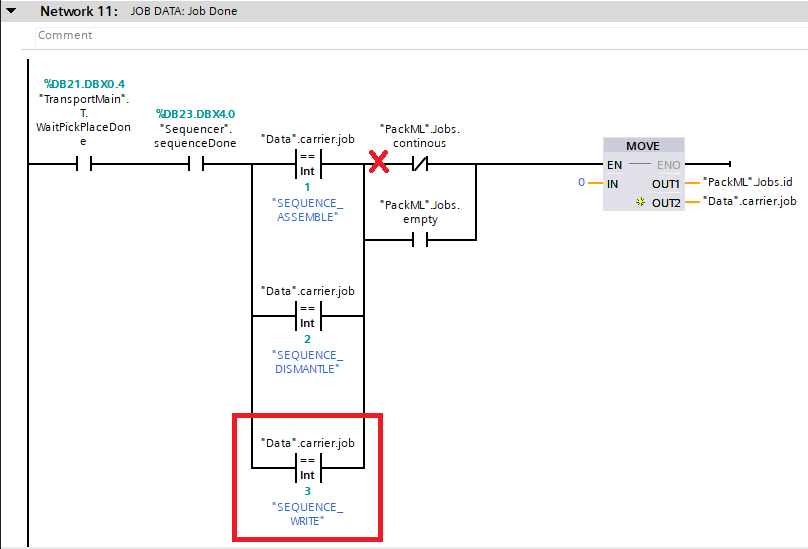 Network 11: JOB DATA: Job Done
Comment
%DB21.DBX0.4
"TransportMain".
T.
WaitPickPlaceDon
e
%DB23.DBX4.0
"Sequencer".
sequenceDone
"Data".carrier.job
==
Int
1
"SEQUENCE_
ASSEMBLE"
"PackML".Jobs.
continous
"PackML".Jobs.
empty
MOVE
EN ENO
0 IN OUT1 "PackML".Jobs.id
OUT2 "Data".carrier.job
"Data".carrier.job
==
Int
2
"SEQUENCE_
DISMANTLE"
"Data".carrier.job
==
Int
3
"SEQUENCE_
WRITE"